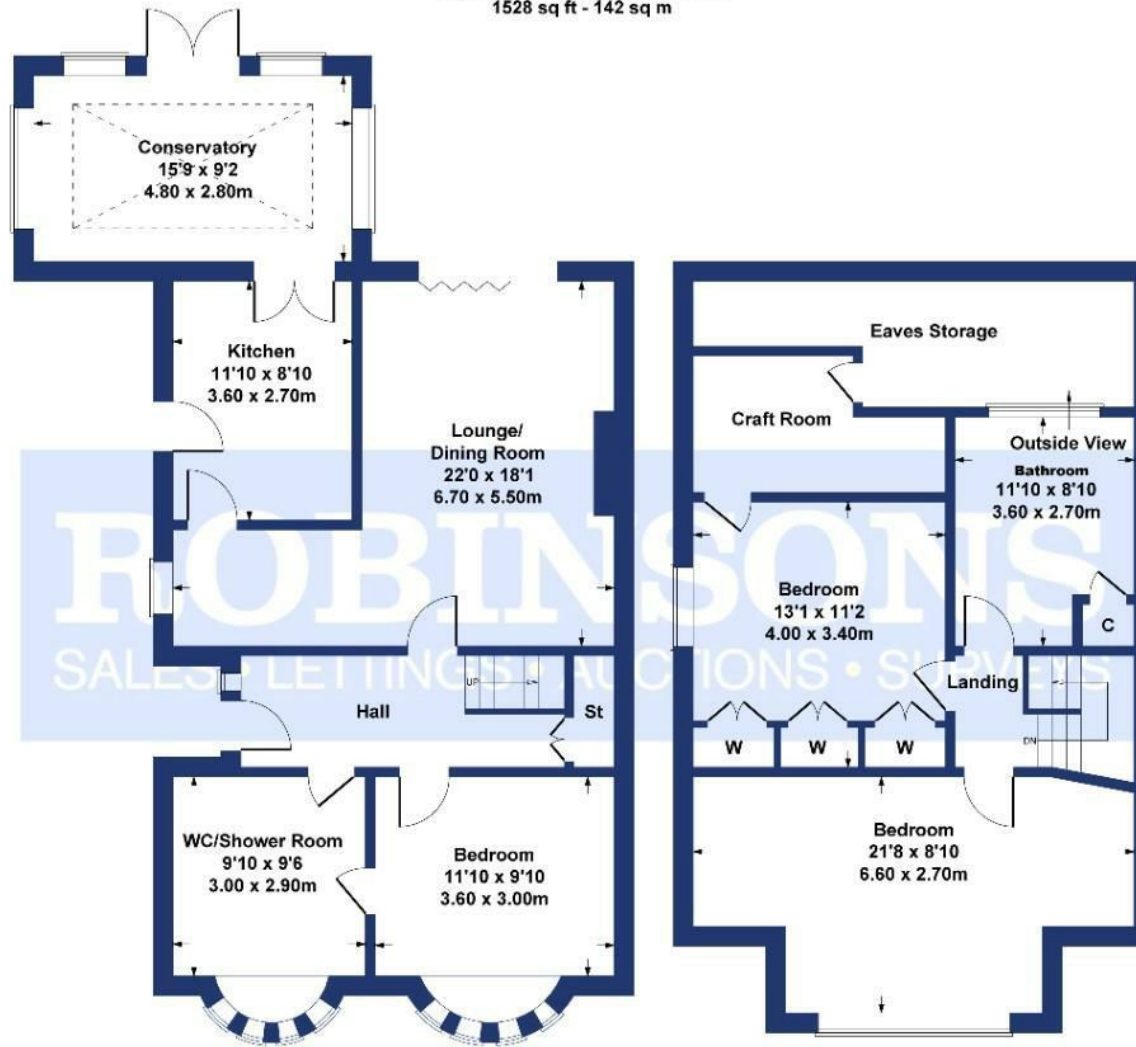 1528 sq ft - 142 sq m
Conservatory
15'9 x 9'2
4.80 x 2.80m
Kitchen
11'10 x 8'10
3.60 x 2.70m
Lounge/
Dining Room
22'0 x 18'1
6.70 x 5.50m
Hall
UP
St
WC/Shower Room
9'10 x 9'6
3.00 x 2.90m
Bedroom
11'10 x 9'10
3.60 x 3.00m
Eaves Storage
Craft Room
Outside View
Bathroom
11'10 x 8'10
3.60 x 2.70m
C
Bedroom
13'1 x 11'2
4.00 x 3.40m
Landing
DN
W
W
W
Bedroom
21'8 x 8'10
6.60 x 2.70m
ROBINSONS
SALES • LETTINGS • AUCTIONS • SURVEYS